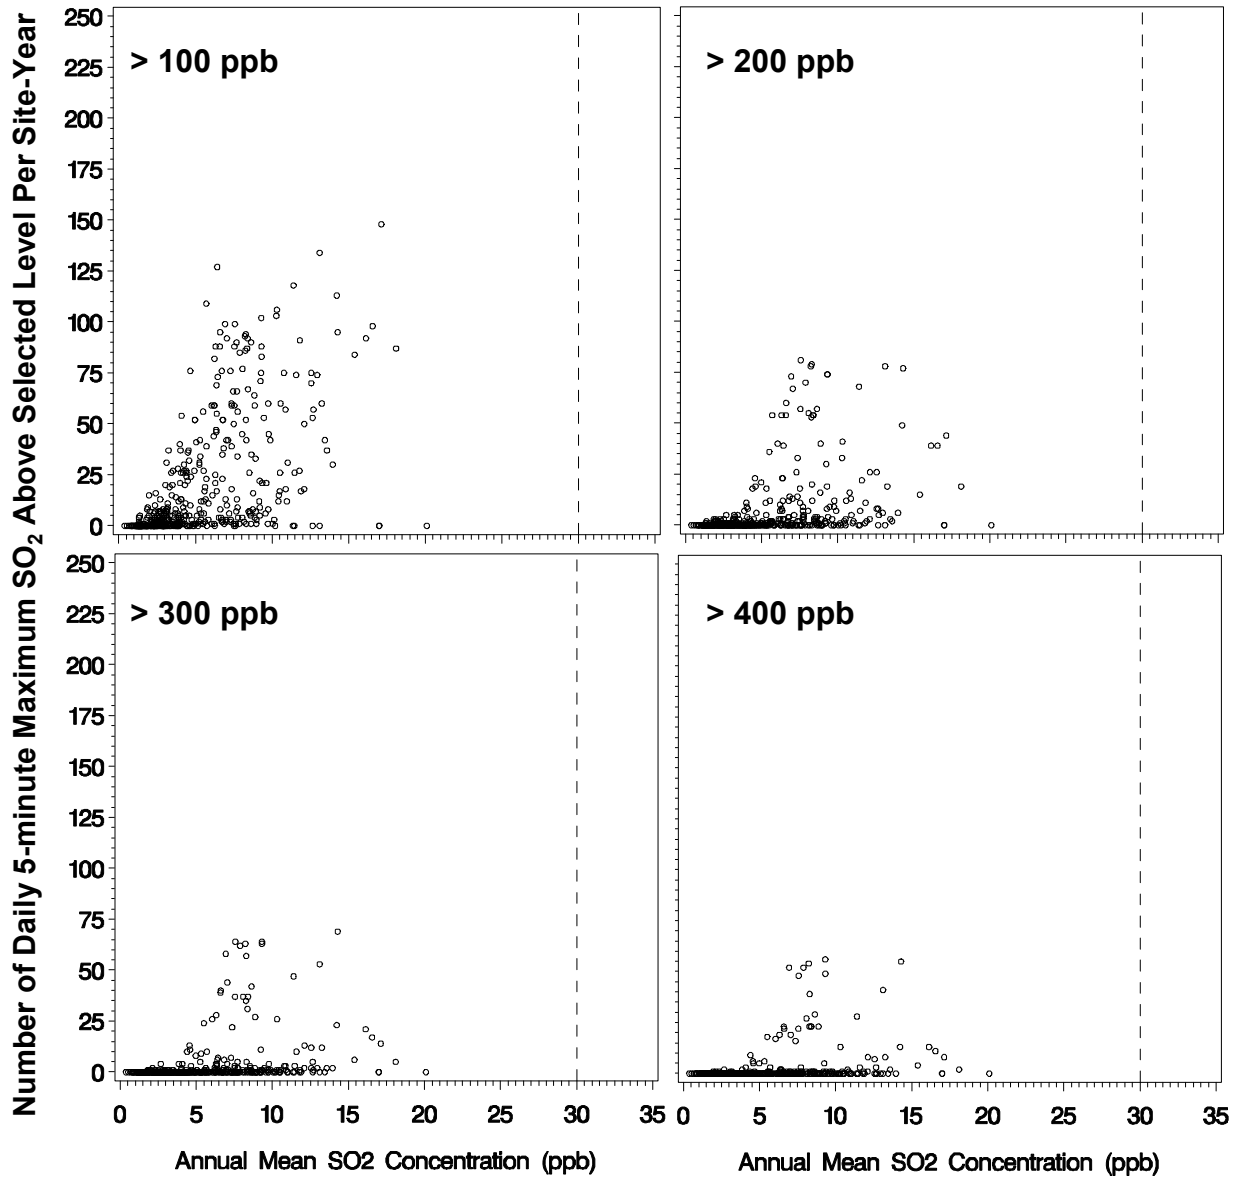 Number of Daily 5-minute Maximum SO2 Above Selected Level Per Site-Year
> 100 ppb
> 200 ppb
250
225
200
175
150
125
100
75
50
25
0
> 300 ppb
> 400 ppb
250
225
200
175
150
125
100
75
50
25
0
0 5 10 15 20 25 30 35
0 5 10 15 20 25 30 35
Annual Mean SO2 Concentration (ppb)
Annual Mean SO2 Concentration (ppb)